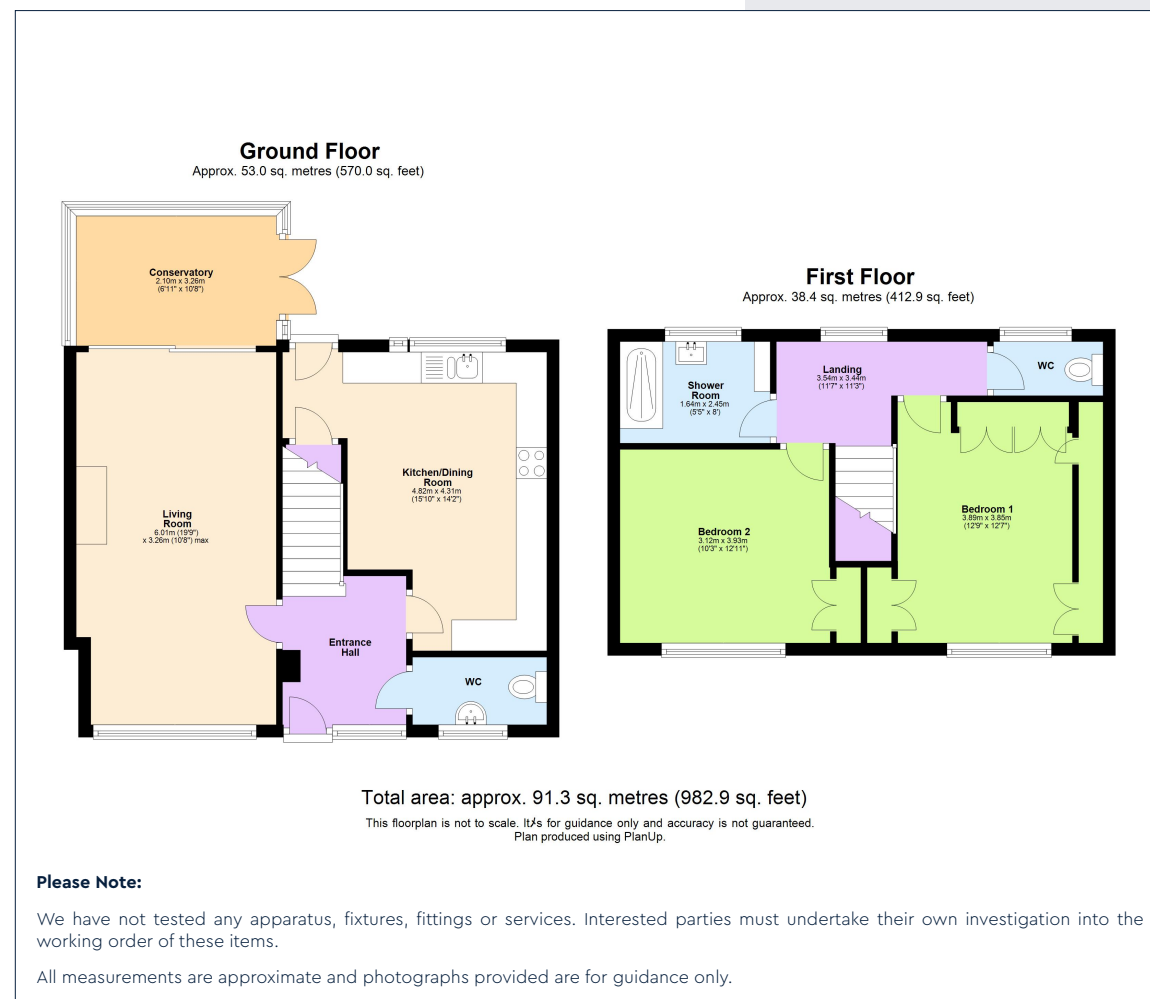 Ground Floor
Approx. 53.0 sq. metres (570.0 sq. feet)
Conservatory
2.10m x 3.26m
(6'11" x 10'8")
Kitchen/Dining
Room
4.82m x 4.31m
(15'10" x 14'2")
Living
Room
6.01m (19'9")
x 3.26m (10'8") max
Entrance
Hall
WC
First Floor
Approx. 38.4 sq. metres (412.9 sq. feet)
Shower
Room
1.64m x 2.45m
(5'5" x 8')
Landing
3.54m x 3.44m
(11'7" x 11'3")
WC
Bedroom 2
3.12m x 3.93m
(10'3" x 12'11")
Bedroom 1
3.89m x 3.85m
(12'9" x 12'7")
Total area: approx. 91.3 sq. metres (982.9 sq. feet)
This floorplan is not to scale. It's for guidance only and accuracy is not guaranteed.
Plan produced using PlanUp.
Please Note:
We have not tested any apparatus, fixtures, fittings or services. Interested parties must undertake their own investigation into the
working order of these items.
All measurements are approximate and photographs provided are for guidance only.